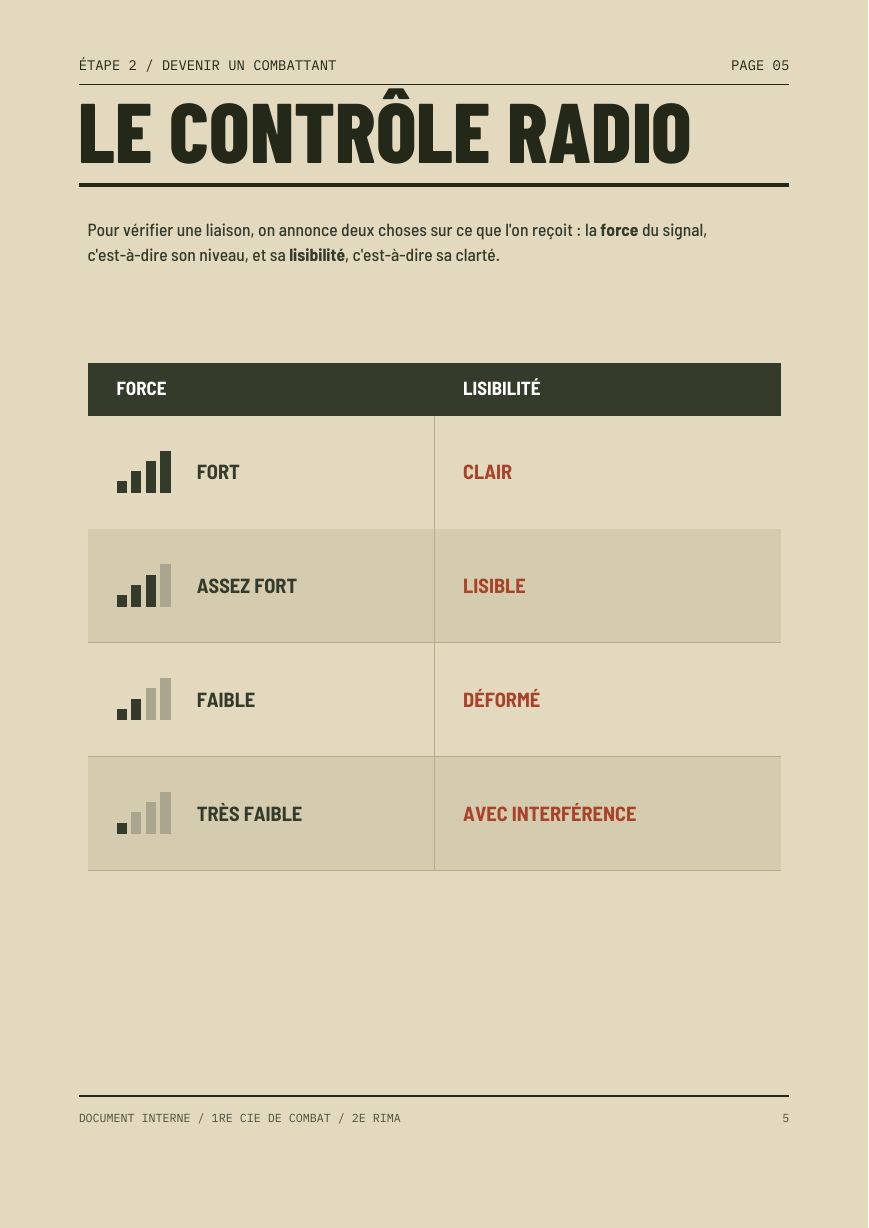 ÉTAPE 2 / DEVENIR UN COMBATTANT
PAGE 05
LE CONTRÔLE RADIO
Pour vérifier une liaison, on annonce deux choses sur ce que l'on reçoit : la force du signal,
c'est-à-dire son niveau, et sa lisibilité, c'est-à-dire sa clarté.
FORCE
LISIBILITÉ
FORT
CLAIR
ASSEZ FORT
LISIBLE
FAIBLE
DÉFORMÉ
TRÈS FAIBLE
AVEC INTERFÉRENCE
DOCUMENT INTERNE / 1RE CIE DE COMBAT / 2E RIMA
5